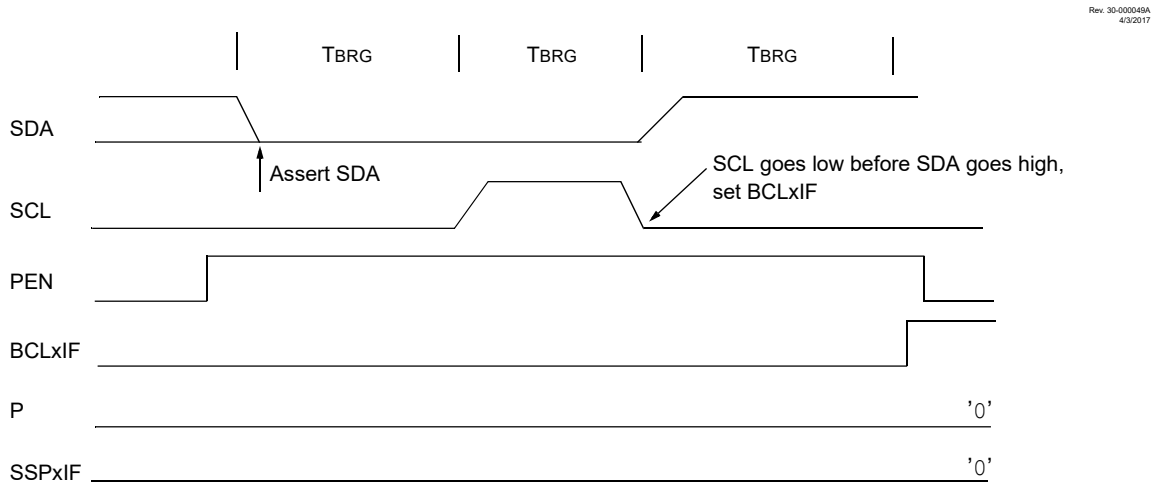 Rev. 30-000049A
4/3/2017
TBRG TBRG TBRG
SDA
Assert SDA
SCL goes low before SDA goes high,
set BCLxIF
SCL
PEN
BCLxIF
P '0'
SSPxIF '0'